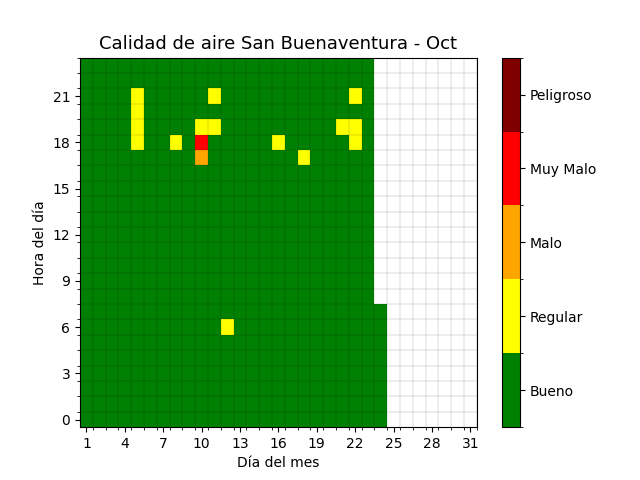 Calidad de aire San Buenaventura - Oct
Hora del día
21
18
15
12
9
6
3
0
1 4 7 10 13 16 19 22 25 28 31
Día del mes
Peligroso
Muy Malo
Malo
Regular
Bueno